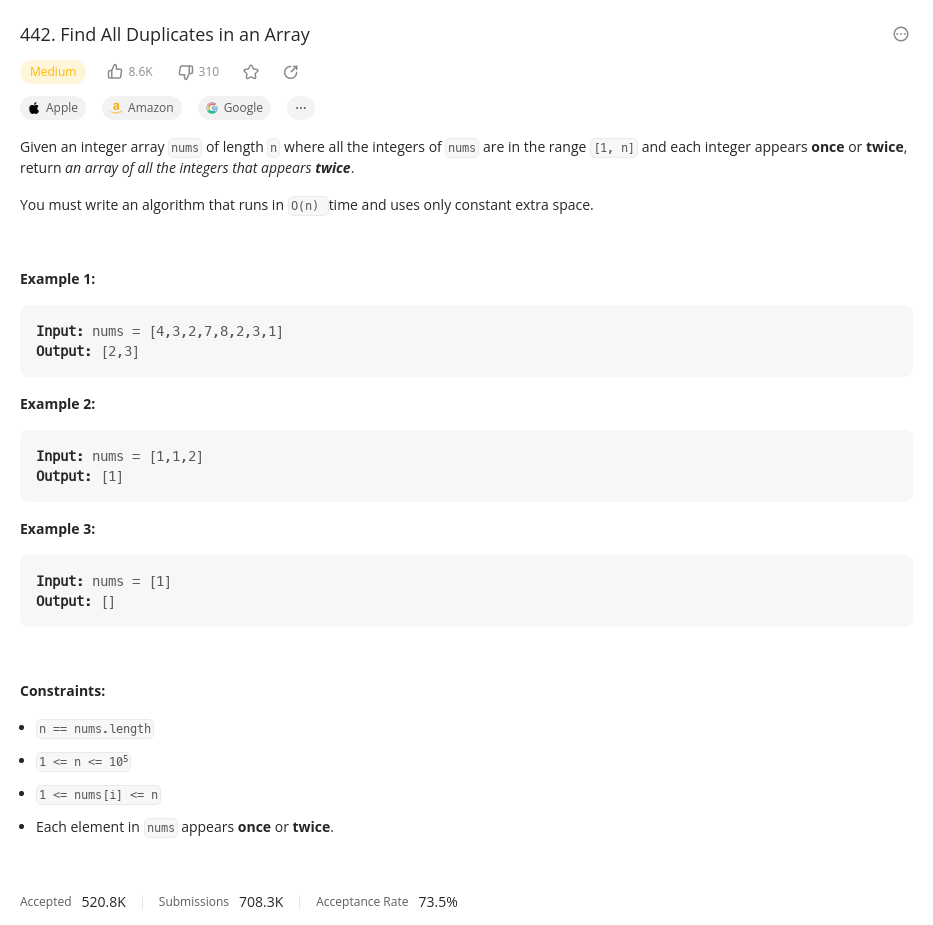 442. Find All Duplicates in an Array
Medium 8.6K 310
Apple Amazon Google ...
Given an integer array nums of length n where all the integers of nums are in the range [1, n] and each integer appears once or twice,
return an array of all the integers that appears twice.
You must write an algorithm that runs in O(n) time and uses only constant extra space.
Example 1:
Input: nums = [4,3,2,7,8,2,3,1]
Output: [2,3]
Example 2:
Input: nums = [1,1,2]
Output: [1]
Example 3:
Input: nums = [1]
Output: []
Constraints:
• n == nums.length
• 1 <= n <= 10⁵
• 1 <= nums[i] <= n
• Each element in nums appears once or twice.
Accepted 520.8K Submissions 708.3K Acceptance Rate 73.5%